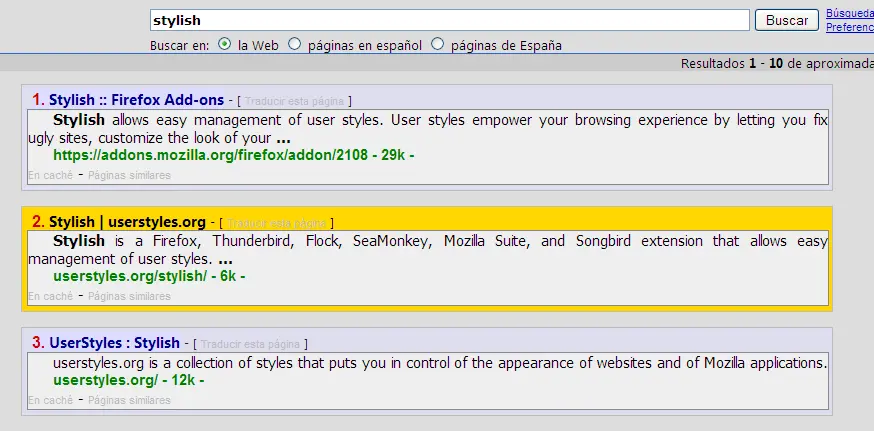 stylish
Buscar
Búsqueda
Preferenc
Buscar en: la Web páginas en español páginas de España
Resultados 1 - 10 de aproximada
1. Stylish :: Firefox Add-ons - [ Traducir esta página ]
Stylish allows easy management of user styles. User styles empower your browsing experience by letting you fix
ugly sites, customize the look of your ...
https://addons.mozilla.org/firefox/addon/2108 - 29k -
En caché - Páginas similares
2. Stylish | userstyles.org - [ Traducir esta página ]
Stylish is a Firefox, Thunderbird, Flock, SeaMonkey, Mozilla Suite, and Songbird extension that allows easy
management of user styles. ...
userstyles.org/stylish/ - 6k -
En caché - Páginas similares
3. UserStyles : Stylish - [ Traducir esta página ]
userstyles.org is a collection of styles that puts you in control of the appearance of websites and of Mozilla applications.
userstyles.org/ - 12k -
En caché - Páginas similares